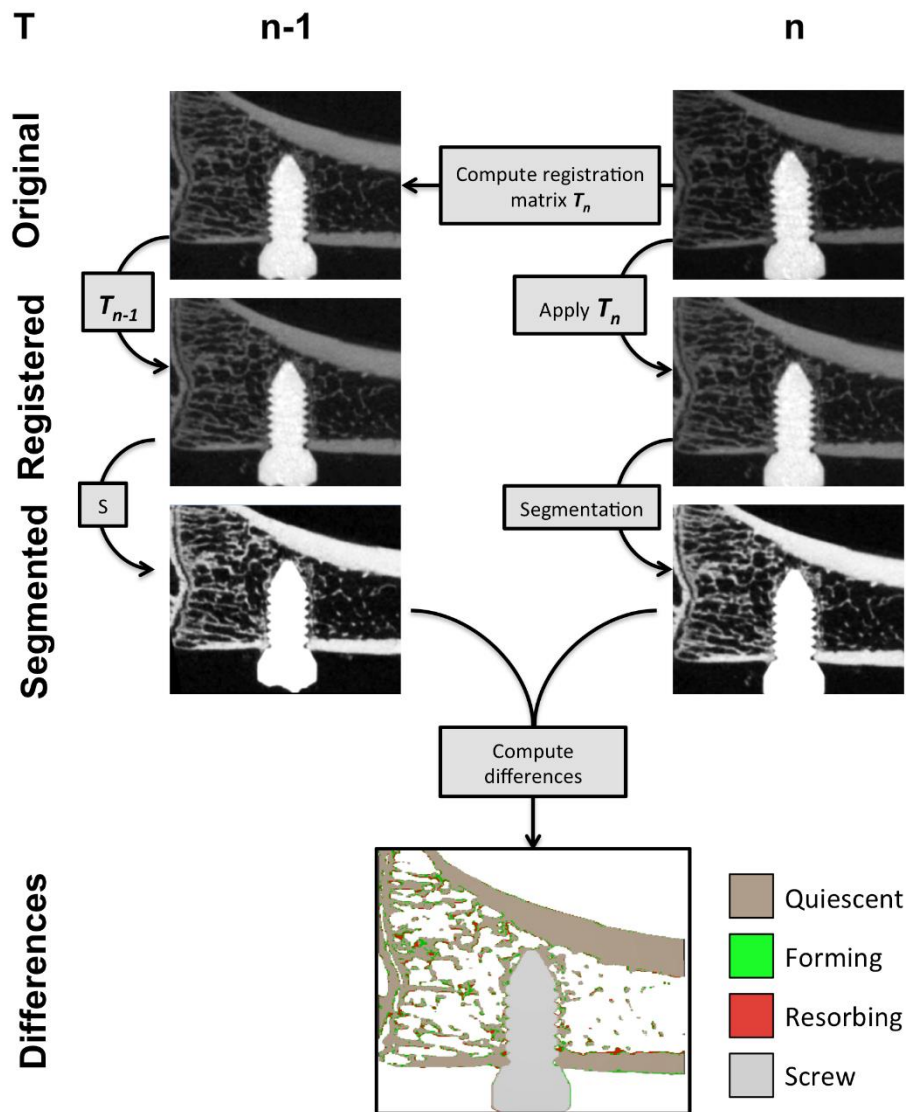 T n-1 n
Original
Compute registration
matrix Tn
Tn-1
Apply Tn
Registered
S
Segmentation
Segmented
Compute
differences
Differences
Quiescent
Forming
Resorbing
Screw